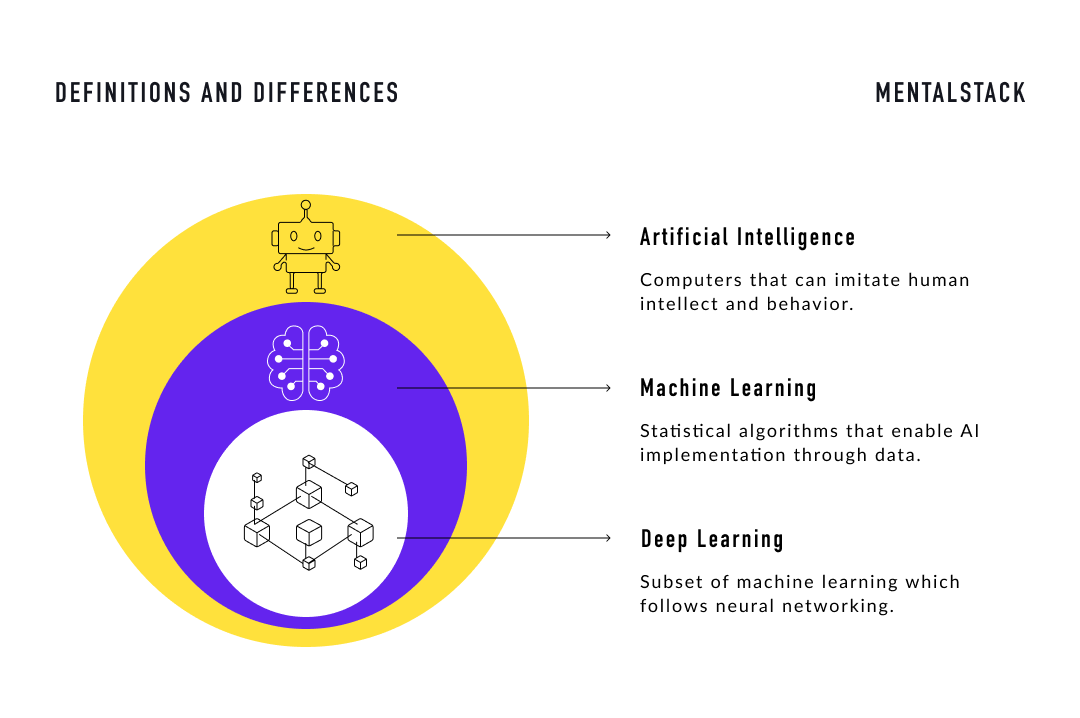 DEFINITIONS AND DIFFERENCES
MENTALSTACK
Artificial Intelligence
Computers that can imitate human
intellect and behavior.
Machine Learning
Statistical algorithms that enable AI
implementation through data.
Deep Learning
Subset of machine learning which
follows neural networking.